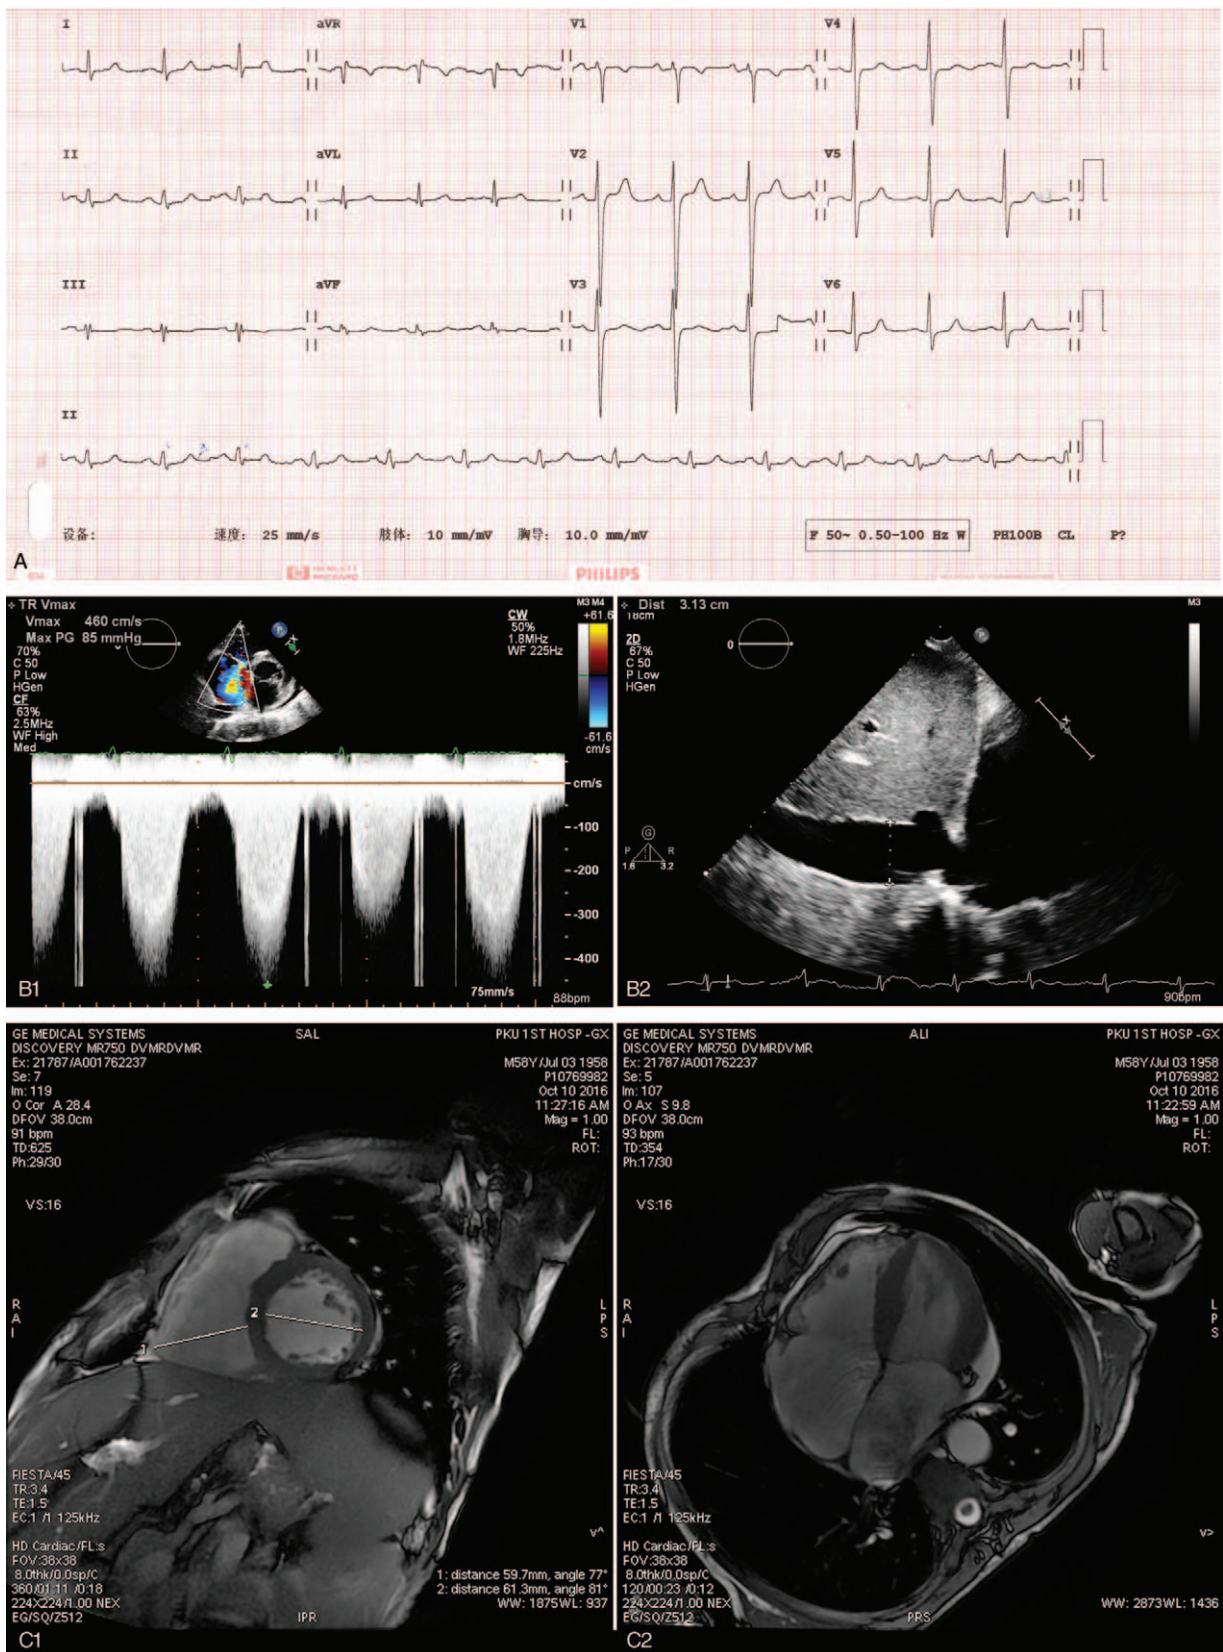 I aVR V1 V4
II aVL V2 V5
III aVF V3 V6
II
设备: 速度: 25 mm/s 肢体: 10 mm/mV 胸导: 10.0 mm/mV F 50~ 0.50-100 Hz W PH100B CL P?
A
HEWLETT
PACKARD
PHILIPS
TR Vmax
Vmax 460 cm/s
Max PG 85 mmHg
70%
C 50
P Low
HGen
CF
63%
2.5MHz
WF High
Med
P
CW
50%
1.8MHz
WF 225Hz
M3 M4
+61.6
-61.6
cm/s
cm/s
-100
-200
-300
-400
75mm/s
88bpm
B1
Dist 3.13 cm
18cm
2D
67%
C 50
P Low
HGen
0
P
M3
G
P R
1.6 3.2
90bpm
B2
GE MEDICAL SYSTEMS
DISCOVERY MR750 DVMRDVMR
Ex: 21787/A001762237
Se: 7
Im: 119
O Cor A 28.4
DFOV 38.0cm
91 bpm
TD:625
Ph:29/30
VS:16
SAL
PKU 1ST HOSP -GX
M58Y/Jul 03 1958
P10769982
Oct 10 2016
11:27:16 AM
Mag = 1.00
FL:
ROT:
R
A
I
L
P
S
2
1
FIESTA/45
TR:3.4
TE:1.5
EC:1 /1 125kHz
HD Cardiac/FL:s
FOV:38x38
8.0thk/0.0sp/C
360/01:11 /0:18
224X224/1.00 NEX
EG/SQ/Z512
v^
1: distance 59.7mm, angle 77°
2: distance 61.3mm, angle 81°
WW: 1875WL: 937
IPR
C1
GE MEDICAL SYSTEMS
DISCOVERY MR750 DVMRDVMR
Ex: 21787/A001762237
Se: 5
Im: 107
O Ax S 9.8
DFOV 38.0cm
93 bpm
TD:354
Ph:17/30
VS:16
ALI
PKU 1ST HOSP -GX
M58Y/Jul 03 1958
P10769982
Oct 10 2016
11:22:59 AM
Mag = 1.00
FL:
ROT:
R
A
I
L
P
S
FIESTA/45
TR:3.4
TE:1.5
EC:1 /1 125kHz
HD Cardiac/FL:s
FOV:38x38
8.0thk/0.0sp/C
120/00:23 /0:12
224X224/1.00 NEX
EG/SQ/Z512
v>
WW: 2873WL: 1436
PRS
C2